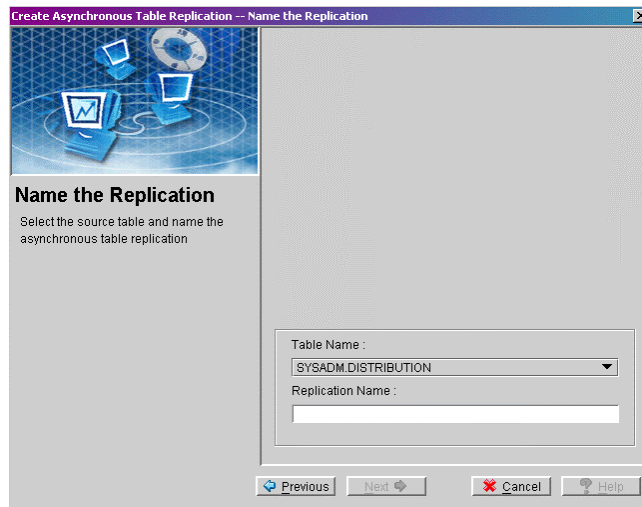 Create Asynchronous Table Replication -- Name the Replication
Name the Replication
Select the source table and name the
asynchronous table replication
Table Name :
SYSADM.DISTRIBUTION
Replication Name :
Previous
Next
Cancel
Help